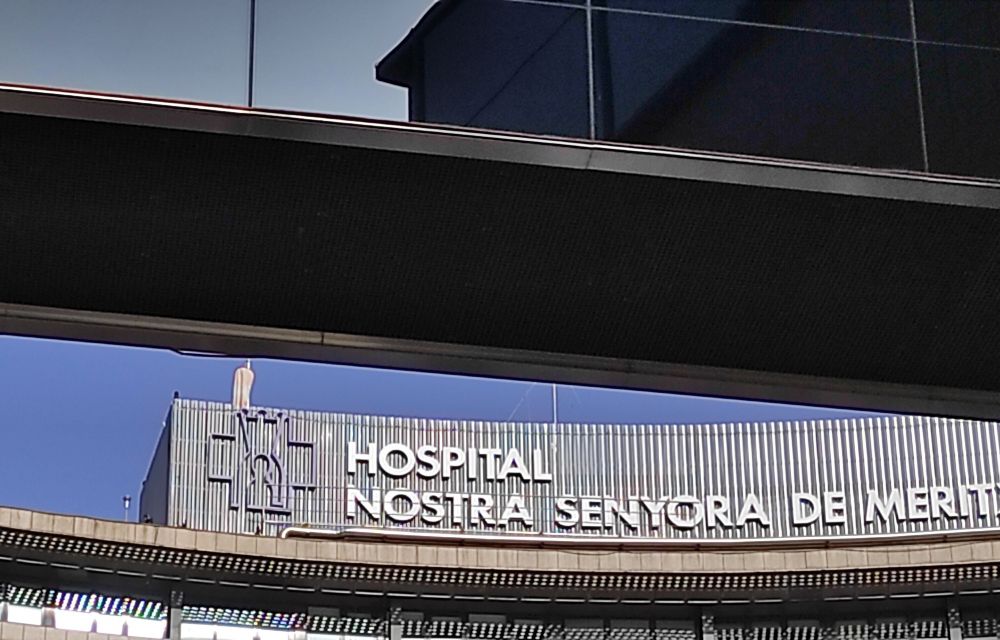 HOSPITAL
NOSTRA SENYORA DE MERIT